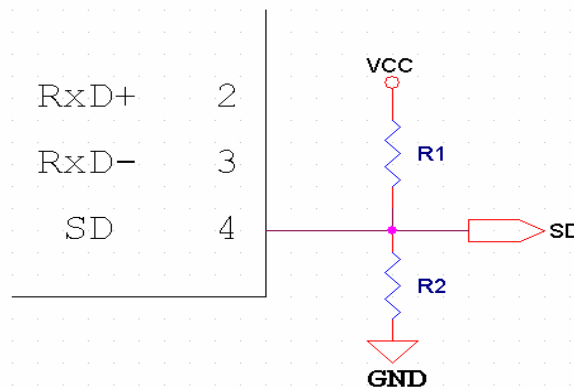 VCC
RxD+ 2
R1
RxD- 3
SD 4
SD
R2
GND